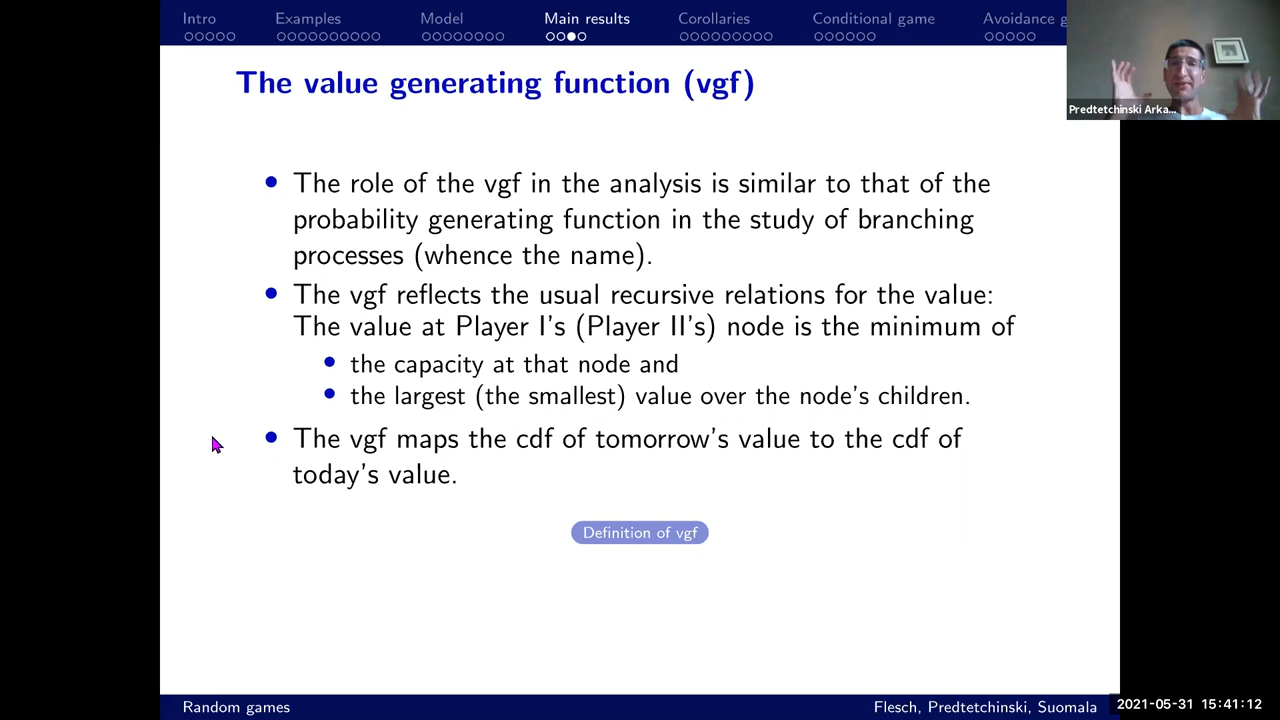 Intro Examples Model Main results Corollaries Conditional game Avoidance g
The value generating function (vgf)
Predtetchinski Arka...
• The role of the vgf in the analysis is similar to that of the
probability generating function in the study of branching
processes (whence the name).
• The vgf reflects the usual recursive relations for the value:
The value at Player I's (Player II's) node is the minimum of
• the capacity at that node and
• the largest (the smallest) value over the node's children.
• The vgf maps the cdf of tomorrow's value to the cdf of
today's value.
Definition of vgf
Random games Flesch, Predtetchinski, Suomala
2021-05-31 15:41:12